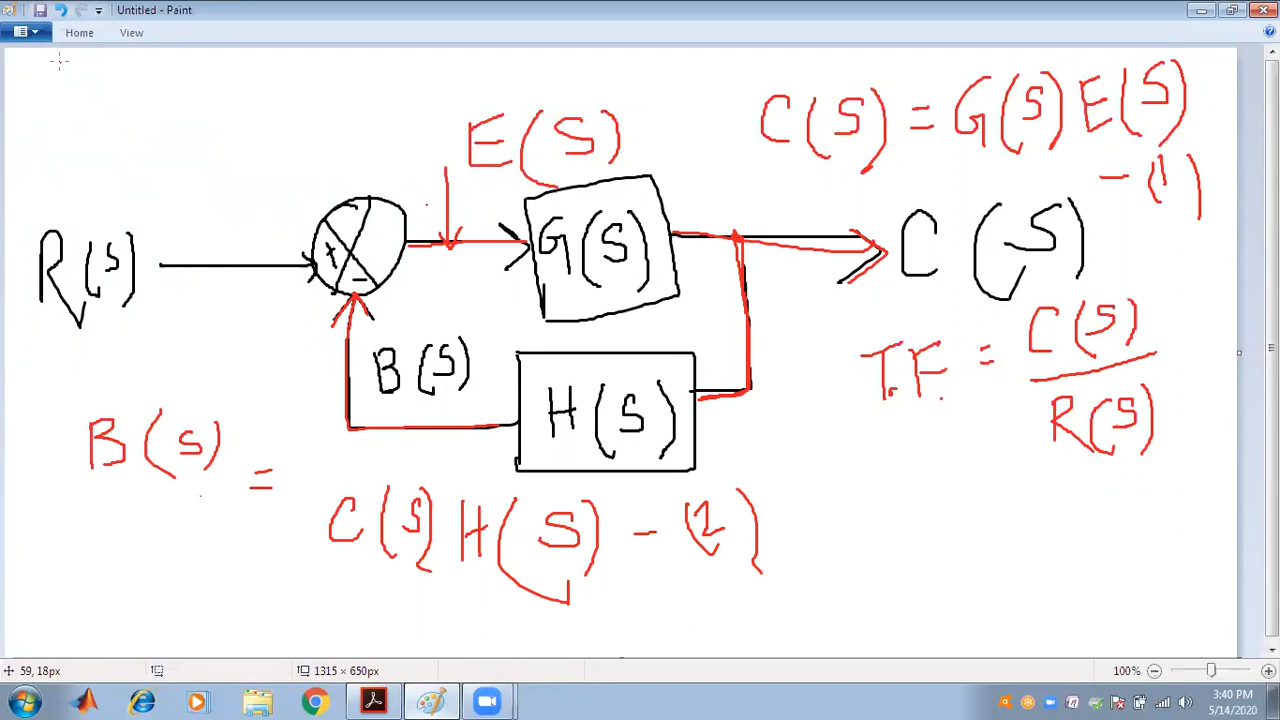 Untitled - Paint
Home View
E(S)
C(S) = G(S) E(S)
- (1)
R(S)
+
-
G(S)
C(S)
B(S)
H(S)
T.F. = C(S)
R(S)
B(S) =
C(S) H(S) - (2)
59, 18px
1315 × 650px
100%
3:40 PM
5/14/2020